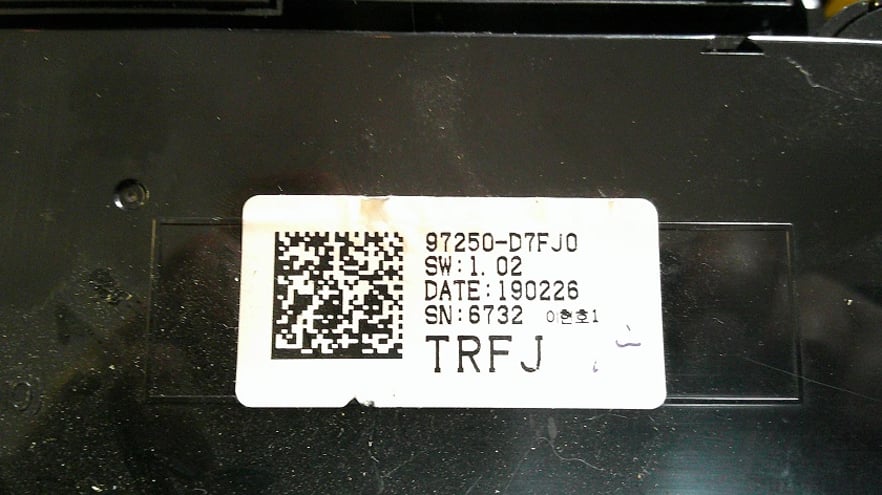 97250-D7FJ0
SW:1.02
DATE:190226
SN:6732 이현호1
TRFJ